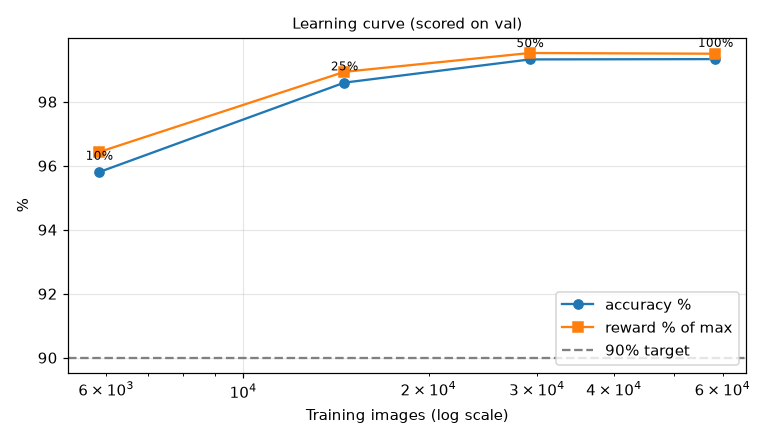 Learning curve (scored on val)
%
98
96
94
92
90
10%
25%
50%
100%
accuracy %
reward % of max
90% target
6 × 10³
10⁴
2 × 10⁴
3 × 10⁴
4 × 10⁴
6 × 10⁴
Training images (log scale)